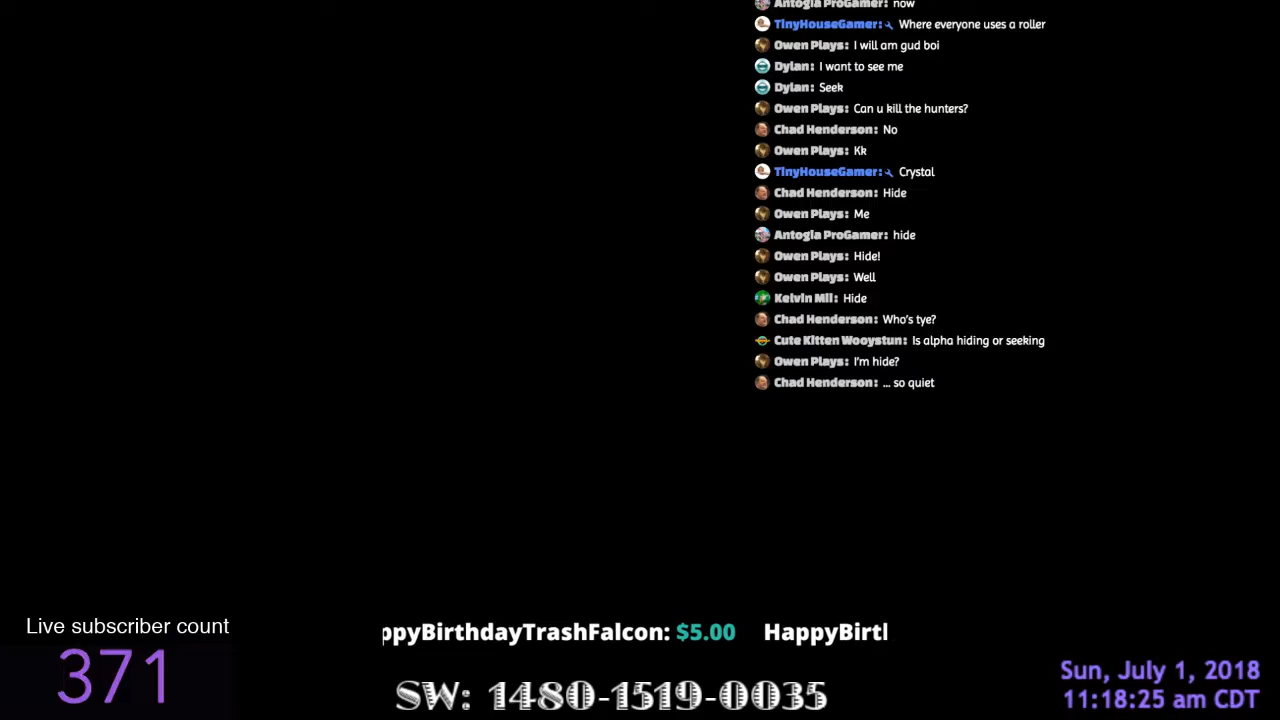 Antogia ProGamer: now
TinyHouseGamer: Where everyone uses a roller
Owen Plays: I will am gud boi
Dylan: I want to see me
Dylan: Seek
Owen Plays: Can u kill the hunters?
Chad Henderson: No
Owen Plays: Kk
TinyHouseGamer: Crystal
Chad Henderson: Hide
Owen Plays: Me
Antogia ProGamer: hide
Owen Plays: Hide!
Owen Plays: Well
Kelvin Mii: Hide
Chad Henderson: Who's tye?
Cute Kitten Wooystun: Is alpha hiding or seeking
Owen Plays: I'm hide?
Chad Henderson: ... so quiet
Live subscriber count
371
ppyBirthdayTrashFalcon: $5.00 HappyBirtl
SW: 1480-1519-0035
Sun, July 1, 2018
11:18:25 am CDT